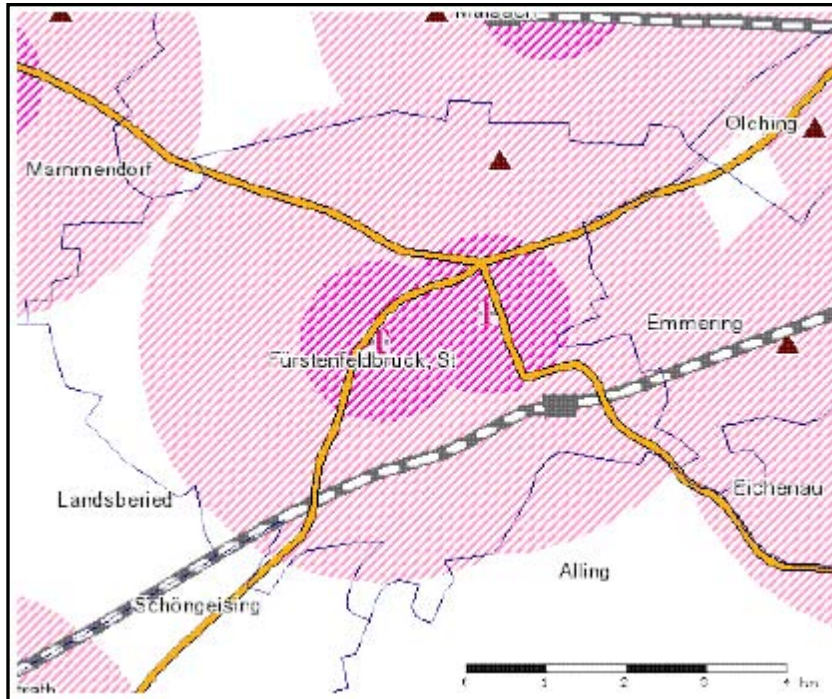 Olching
Mammendorf
Emmering
Fürstenfeldbruck, St
Eichenau
Landsberied
Alling
Schöngeising
0 1 2 3 4 km